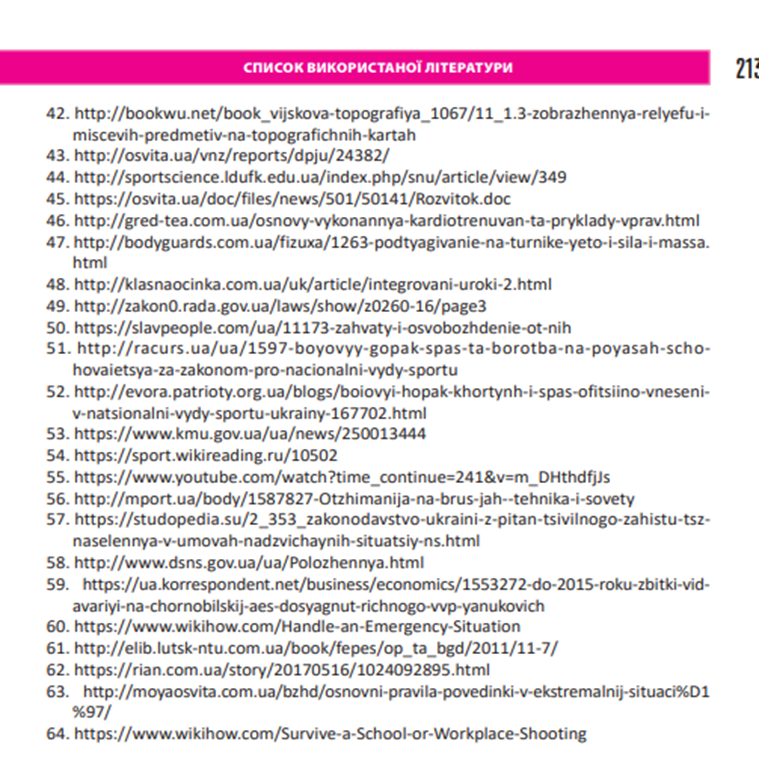 СПИСОК ВИКОРИСТАНОЇ ЛІТЕРАТУРИ
213
42. http://bookwu.net/book_vijskova-topografiya_1067/11_1.3-zobrazhennya-relyefu-i-
miscevih-predmetiv-na-topografichnih-kartah
43. http://osvita.ua/vnz/reports/dpju/24382/
44. http://sportscience.ldufk.edu.ua/index.php/snu/article/view/349
45. https://osvita.ua/doc/files/news/501/50141/Rozvitok.doc
46. http://gred-tea.com.ua/osnovy-vykonannya-kardiotrenuvan-ta-pryklady-vprav.html
47. http://bodyguards.com.ua/fizuxa/1263-podtyagivanie-na-turnike-yeto-i-sila-i-massa.
html
48. http://klasnaocinka.com.ua/uk/article/integrovani-uroki-2.html
49. http://zakon0.rada.gov.ua/laws/show/z0260-16/page3
50. https://slavpeople.com/ua/11173-zahvaty-i-osvobozhdenie-ot-nih
51. http://racurs.ua/ua/1597-boyovyy-gopak-spas-ta-borotba-na-poyasah-scho-
hovaietsya-za-zakonom-pro-nacionalni-vydy-sportu
52. http://evora.patrioty.org.ua/blogs/boiovyi-hopak-khortynh-i-spas-ofitsiino-vneseni-
v-natsionalni-vydy-sportu-ukrainy-167702.html
53. https://www.kmu.gov.ua/ua/news/250013444
54. https://sport.wikireading.ru/10502
55. https://www.youtube.com/watch?time_continue=241&v=m_DHthdfjJs
56. http://mport.ua/body/1587827-Otzhimanija-na-brus-jah--tehnika-i-sovety
57. https://studopedia.su/2_353_zakonodavstvo-ukraini-z-pitan-tsivilnogo-zahistu-tsz-
naselennya-v-umovah-nadzvichaynih-situatsiy-ns.html
58. http://www.dsns.gov.ua/ua/Polozhennya.html
59. https://ua.korrespondent.net/business/economics/1553272-do-2015-roku-zbitki-vid-
avariyi-na-chornobilskij-aes-dosyagnut-richnogo-vvp-yanukovich
60. https://www.wikihow.com/Handle-an-Emergency-Situation
61. http://elib.lutsk-ntu.com.ua/book/fepes/op_ta_bgd/2011/11-7/
62. https://rian.com.ua/story/20170516/1024092895.html
63. http://moyaosvita.com.ua/bzhd/osnovni-pravila-povedinki-v-ekstremalnij-situaci%D1
%97/
64. https://www.wikihow.com/Survive-a-School-or-Workplace-Shooting